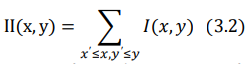 II(x,y) = ∑ I(x,y) (3.2)
x′≤x,y′≤y